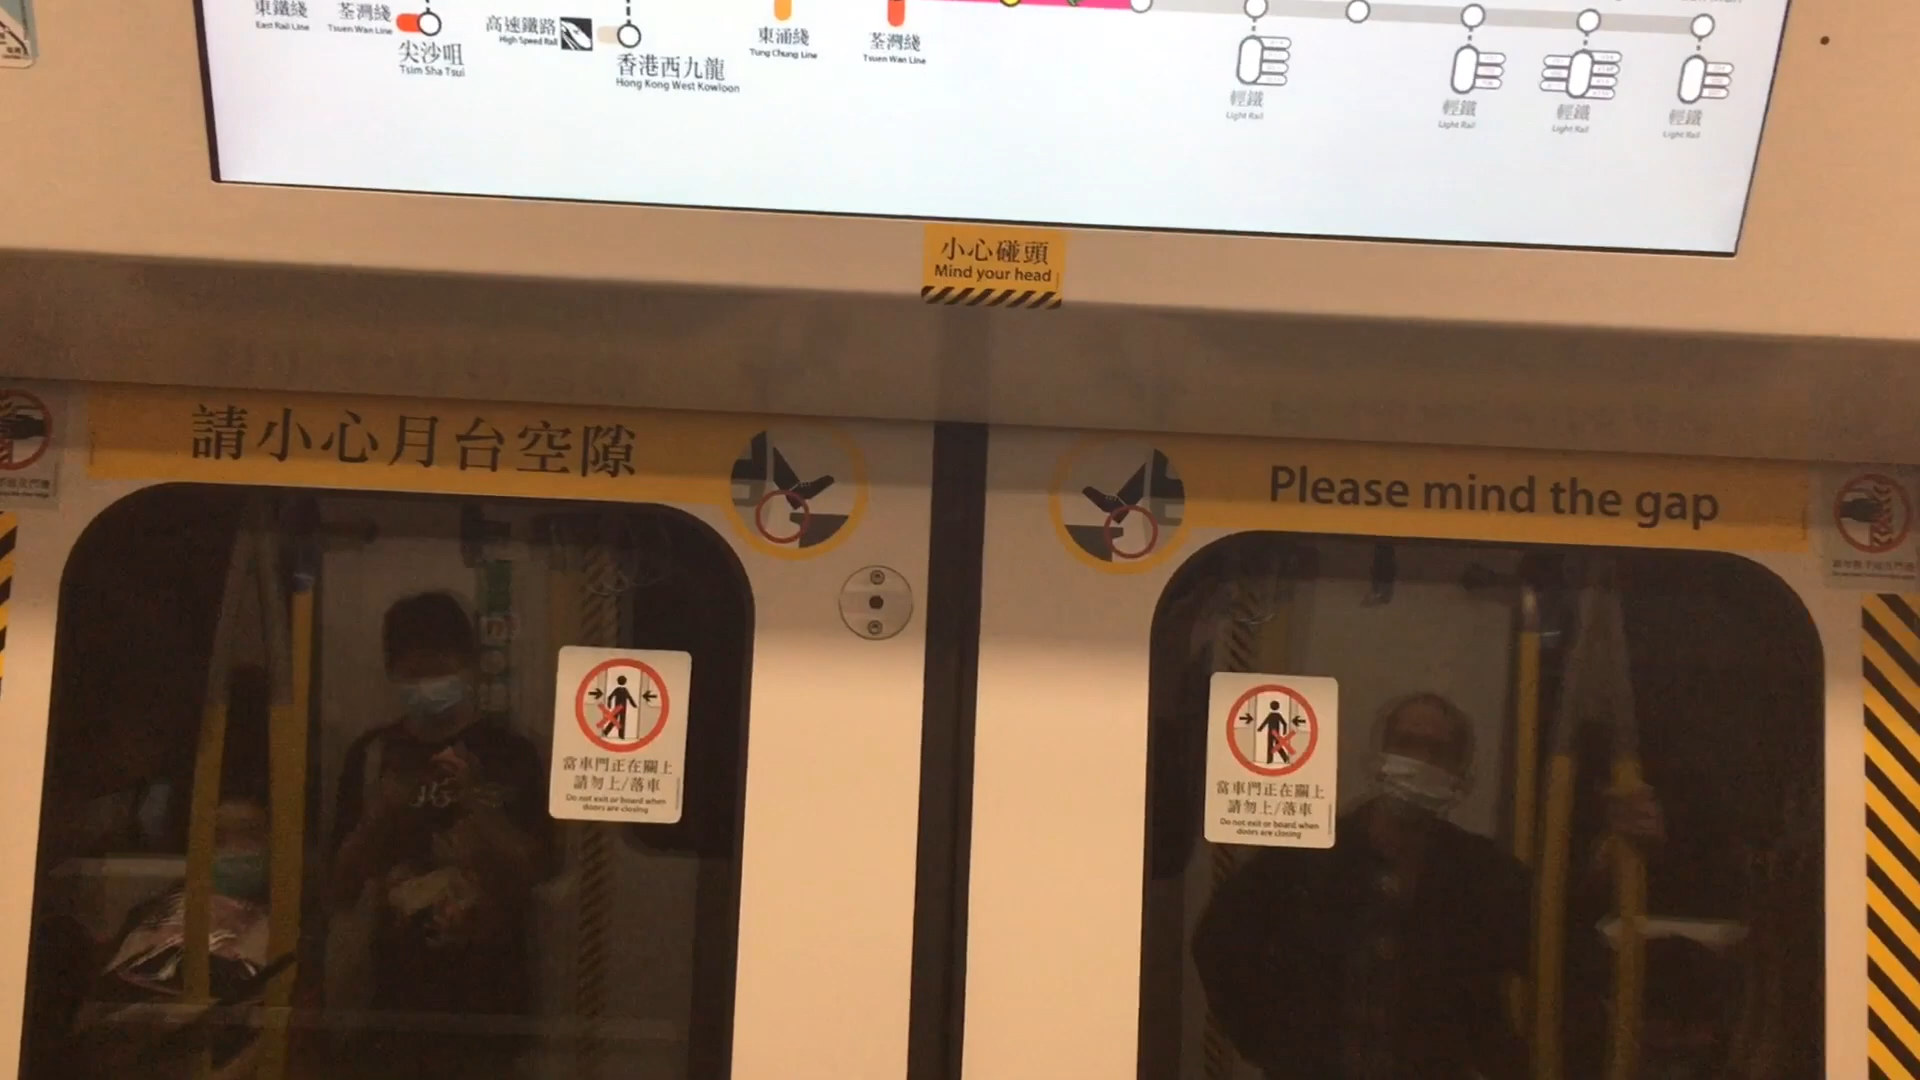 東鐵綫
East Rail Line
荃灣綫
Tsuen Wan Line
尖沙咀
Tsim Sha Tsui
高速鐵路
High Speed Rail
香港西九龍
Hong Kong West Kowloon
東涌綫
Tung Chung Line
荃灣綫
Tsuen Wan Line
輕鐵
Light Rail
輕鐵
Light Rail
輕鐵
Light Rail
輕鐵
Light Rail
小心碰頭
Mind your head
請小心月台空隙
Please mind the gap
當車門正在關上
請勿上/落車
Do not exit or board when
doors are closing
當車門正在關上
請勿上/落車
Do not exit or board when
doors are closing